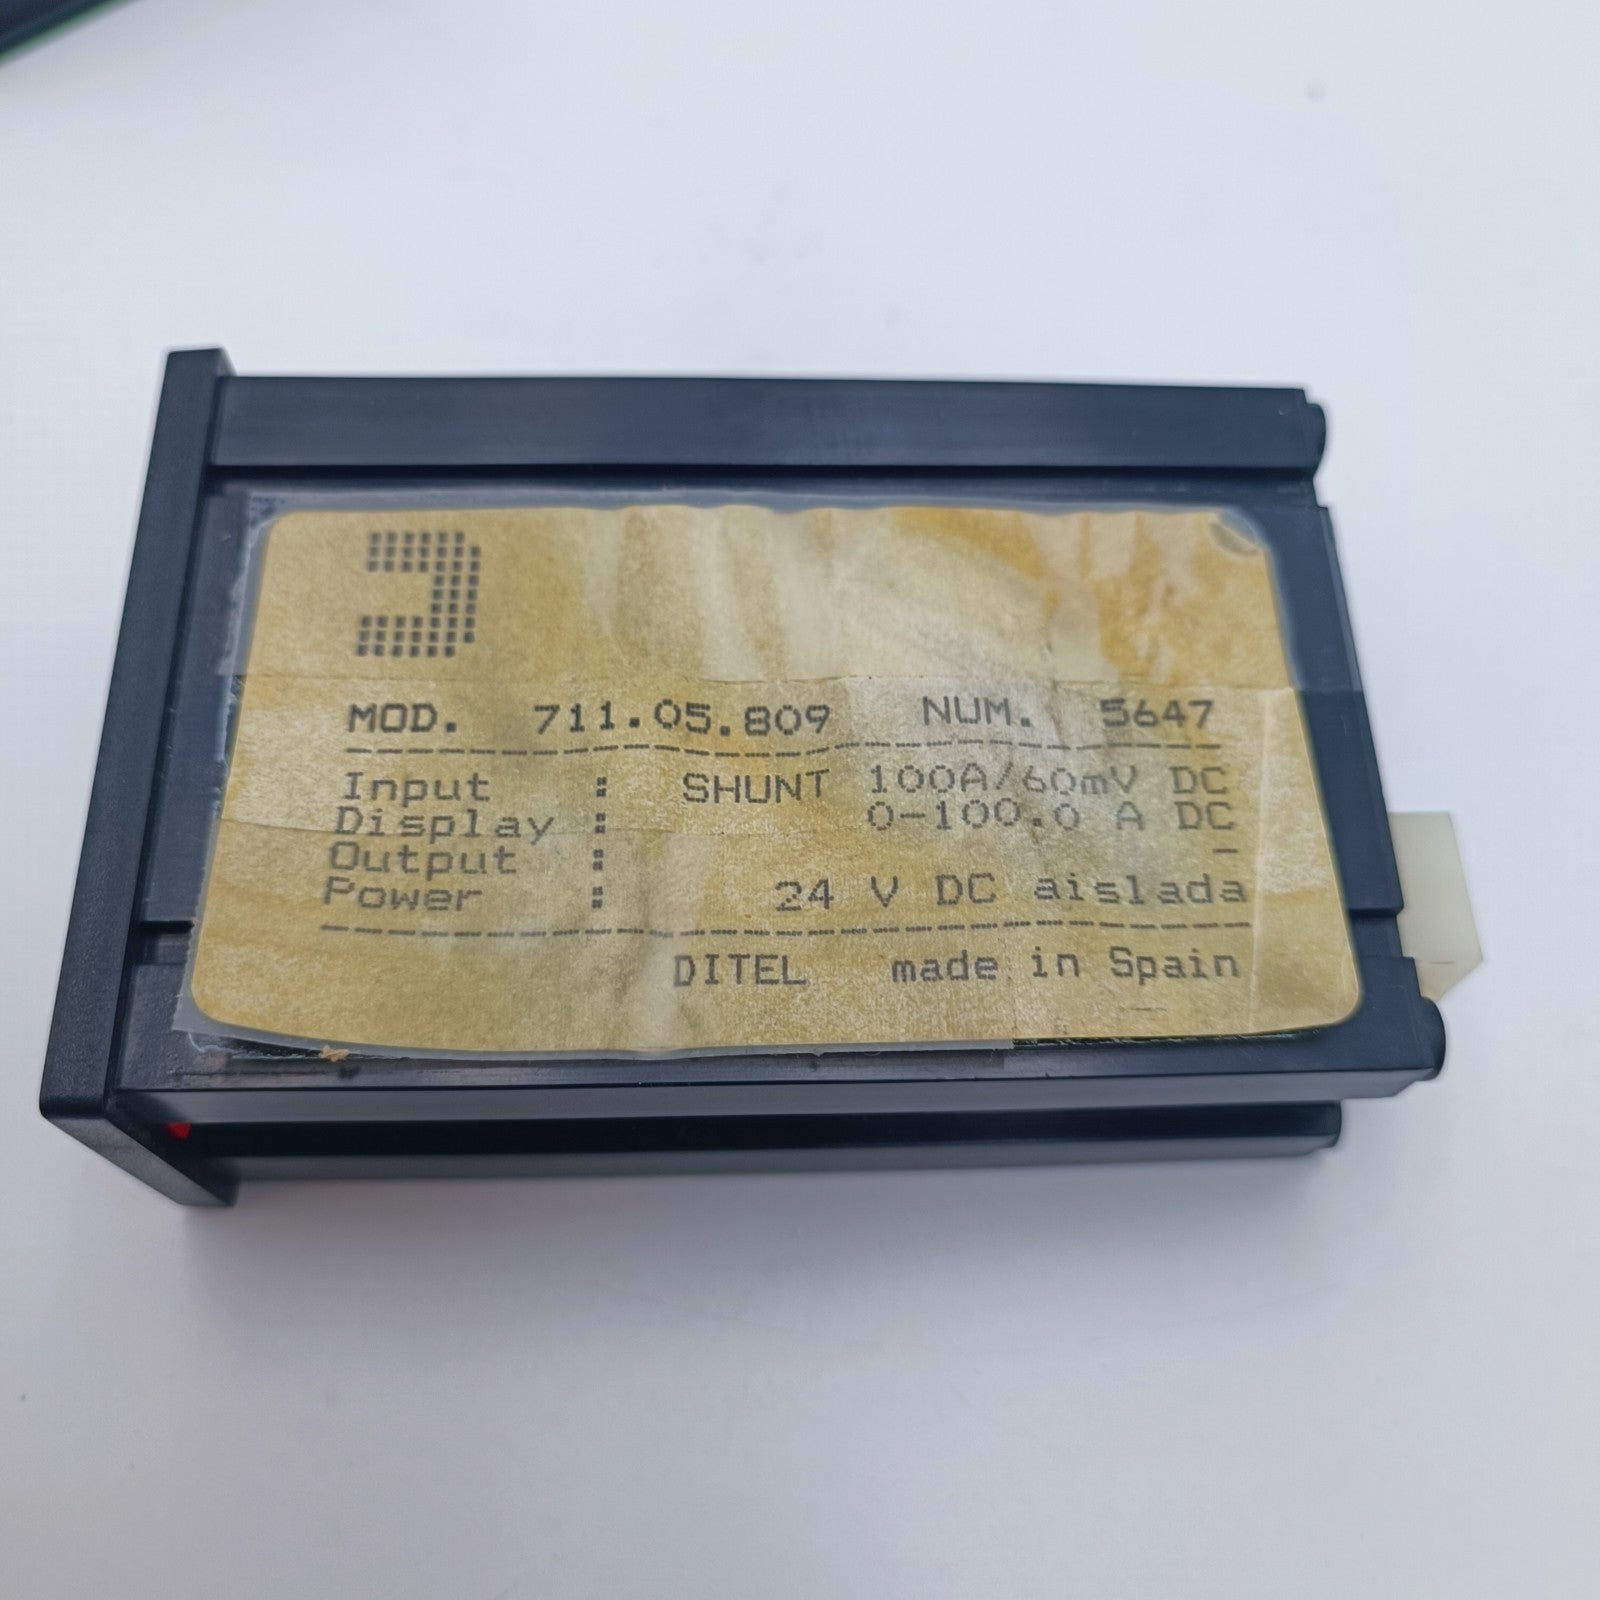 MOD. 711.05.809 NUM. 5647
Input : SHUNT 100A/60mV DC
Display : 0-100.0 A DC
Output : -
Power : 24 V DC aislada
DITEL made in Spain